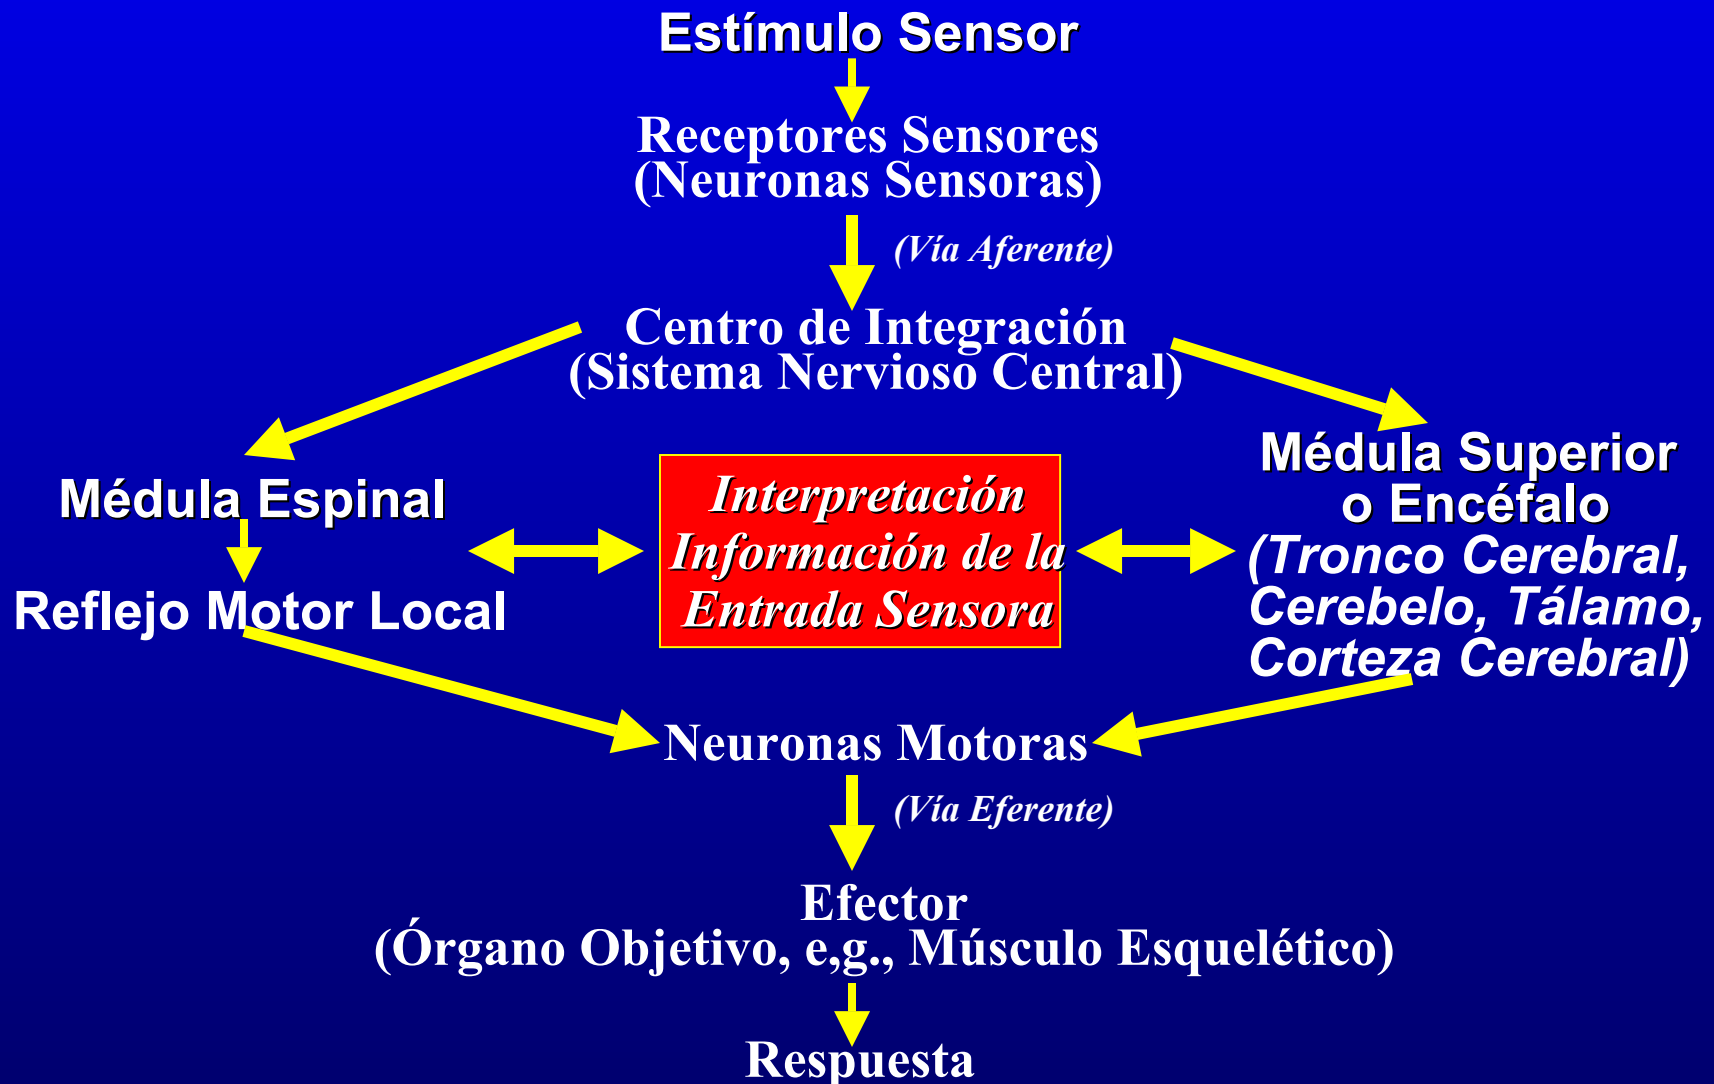 Estímulo Sensor
Receptores Sensores
(Neuronas Sensoras)
(Vía Aferente)
Centro de Integración
(Sistema Nervioso Central)
Médula Espinal
Reflejo Motor Local
Interpretación
Información de la
Entrada Sensora
Médula Superior
o Encéfalo
(Tronco Cerebral,
Cerebelo, Tálamo,
Corteza Cerebral)
Neuronas Motoras
(Vía Eferente)
Efector
(Órgano Objetivo, e,g., Músculo Esquelético)
Respuesta